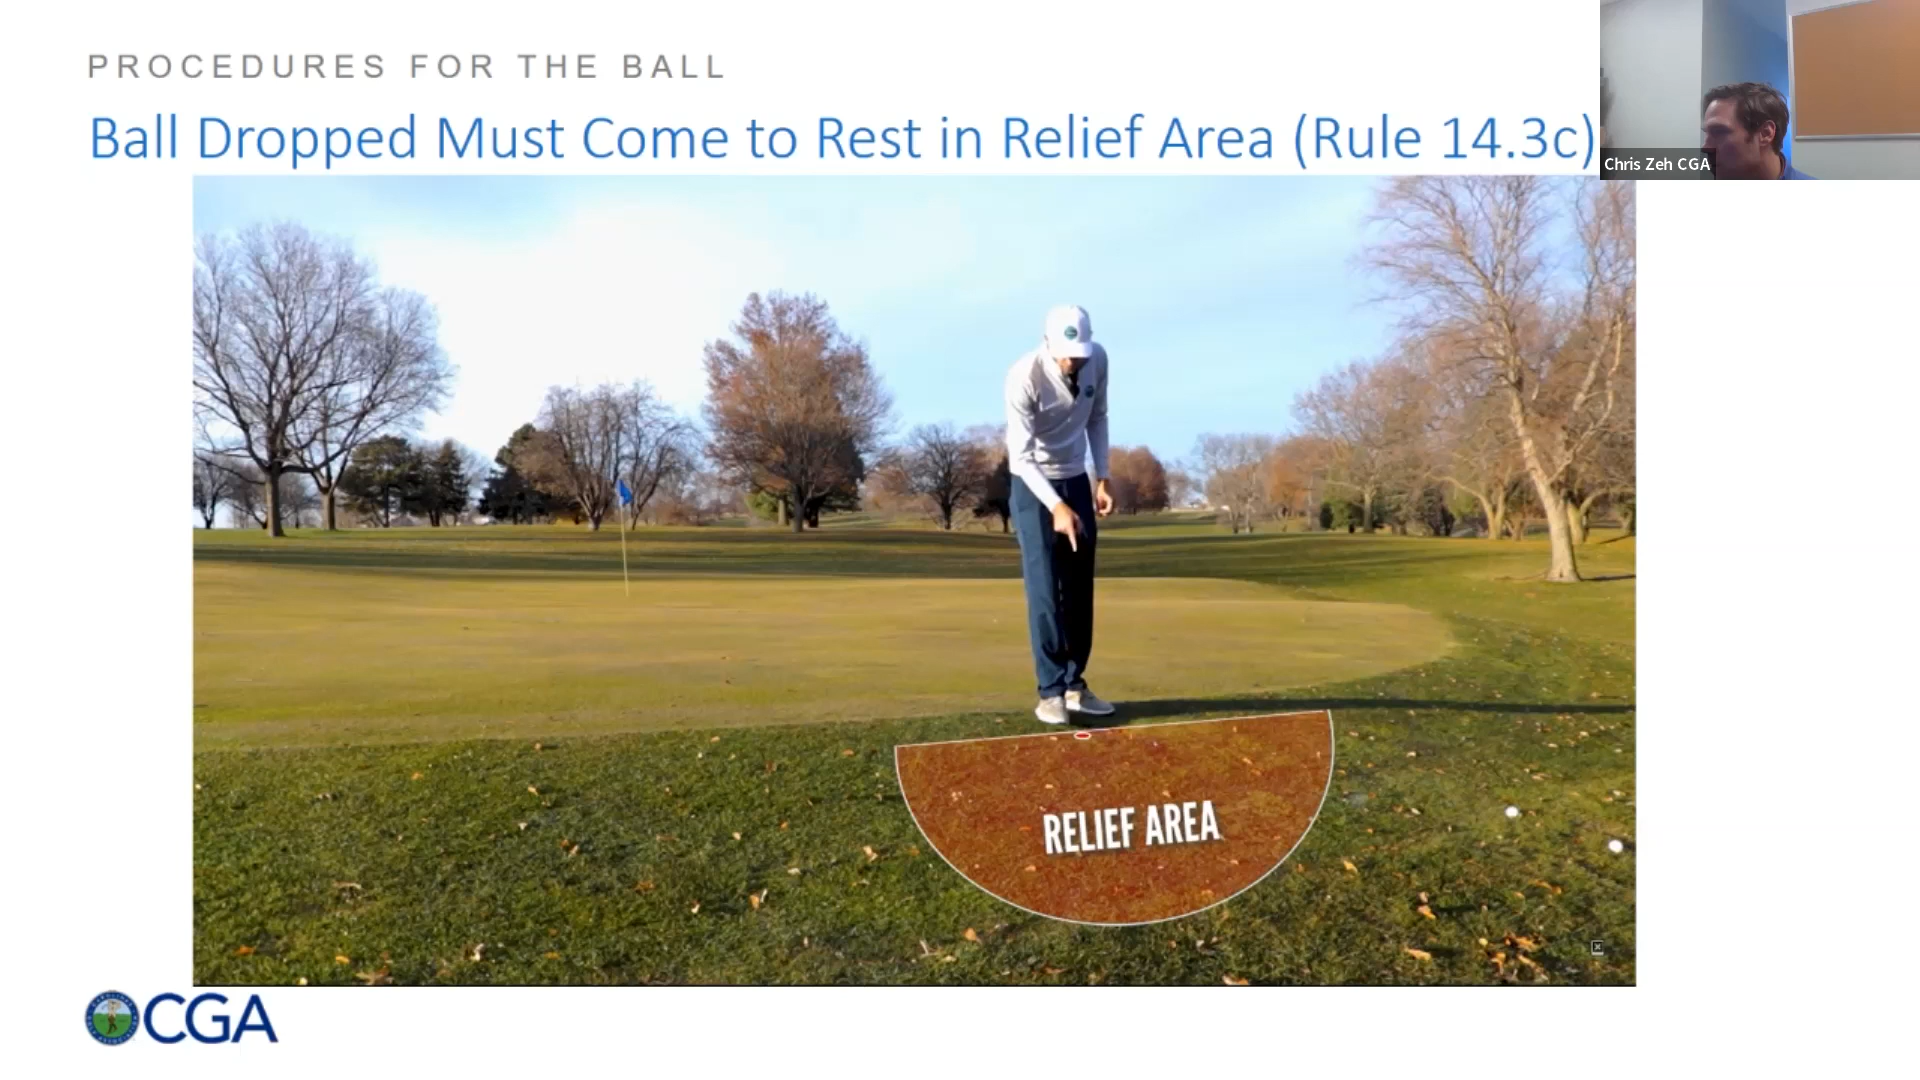 PROCEDURES FOR THE BALL
Ball Dropped Must Come to Rest in Relief Area (Rule 14.3c)
Chris Zeh CGA
RELIEF AREA
CGA